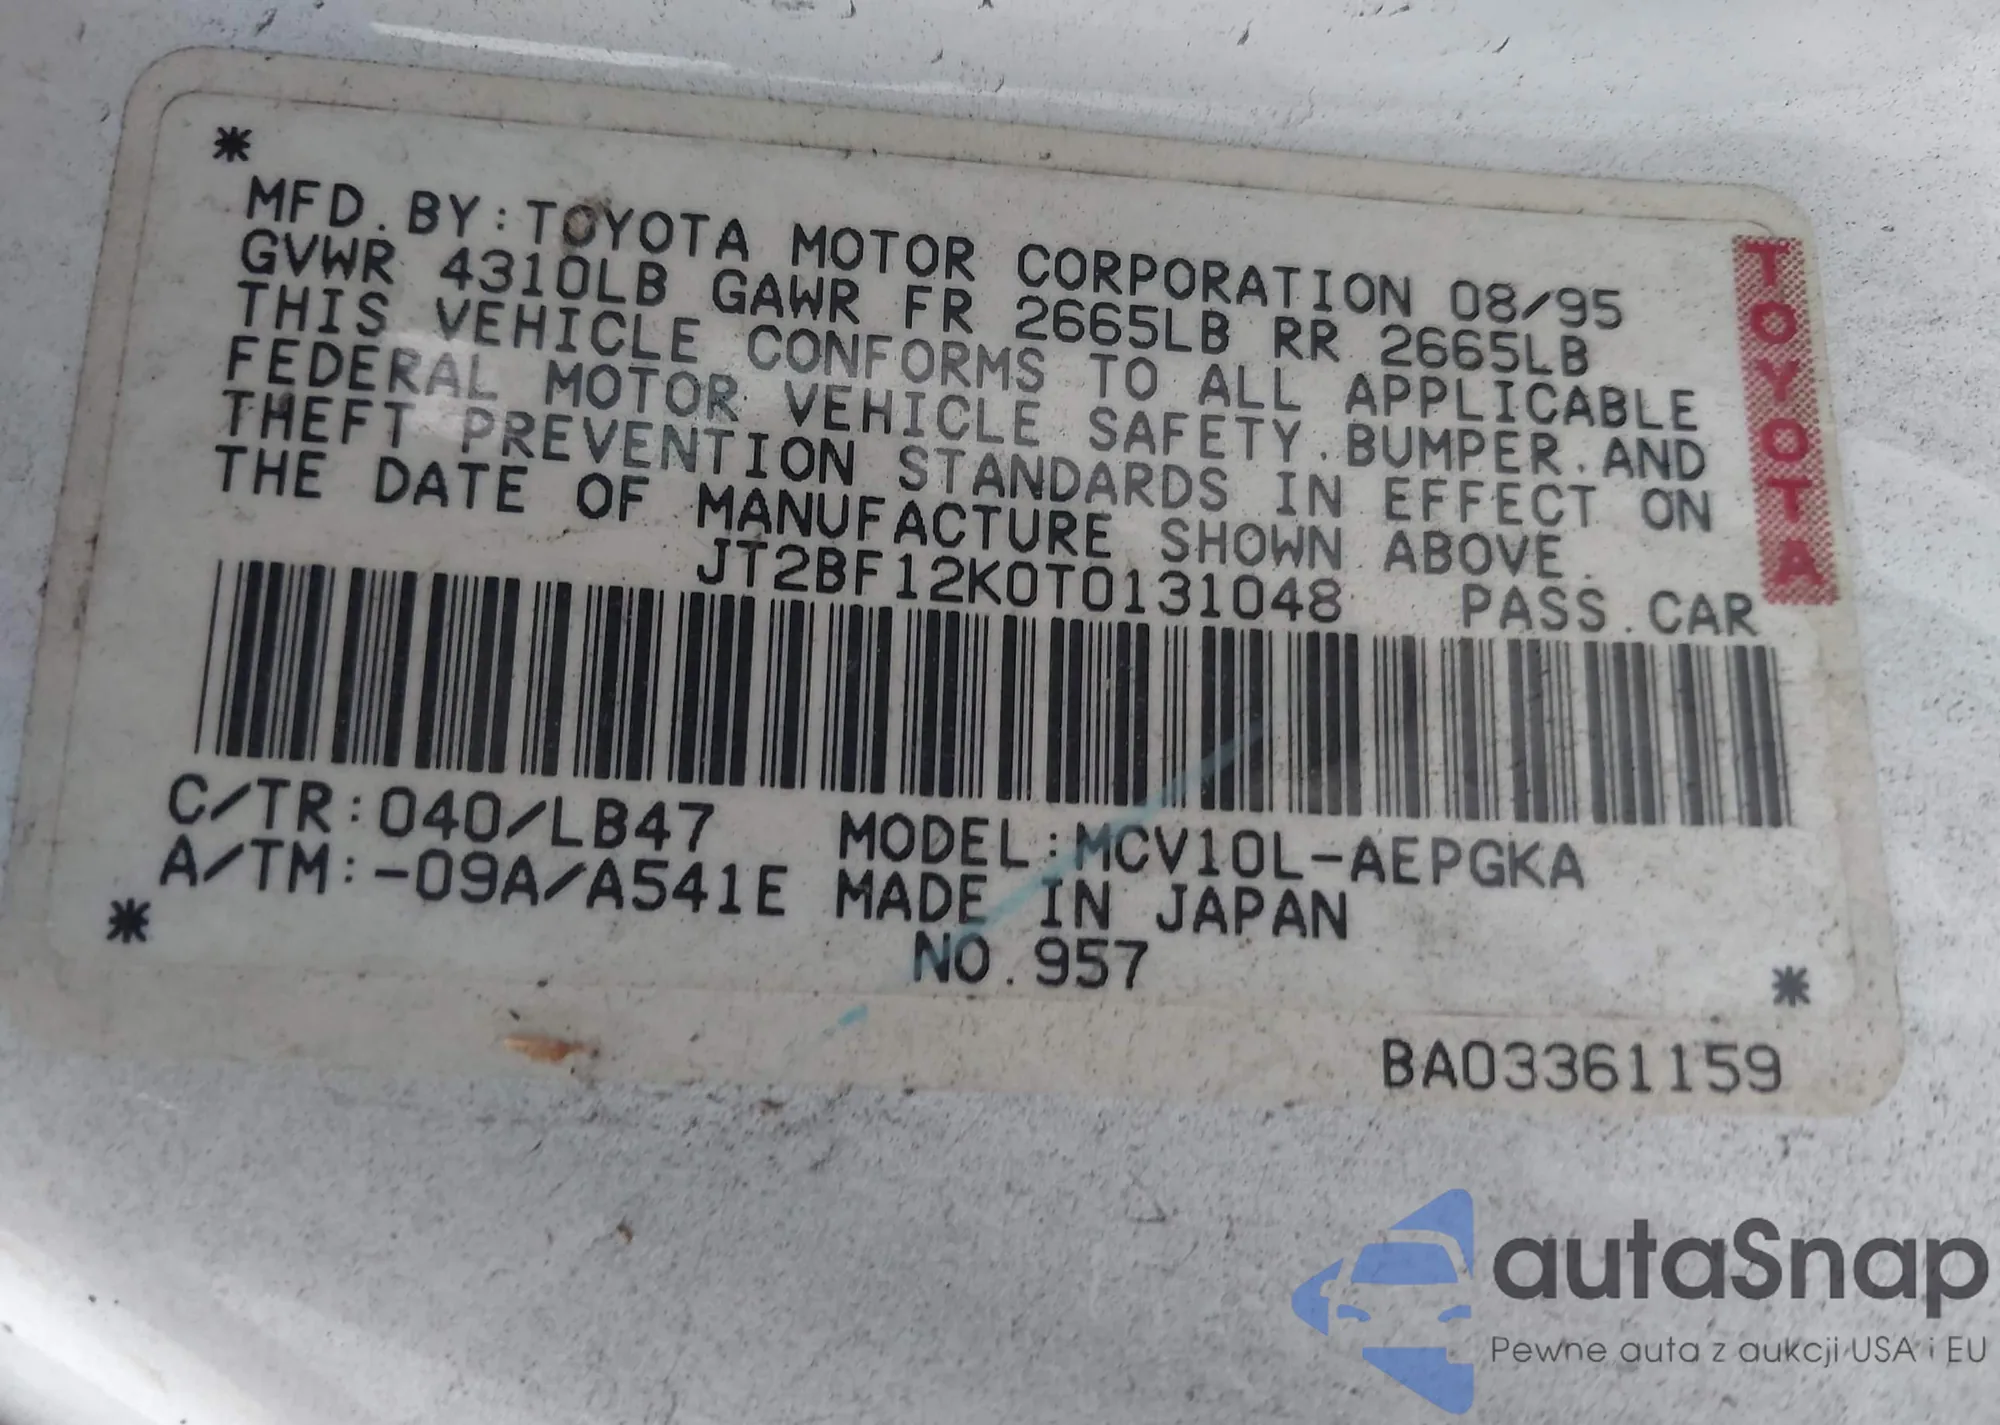 *
MFD.BY:TOYOTA MOTOR CORPORATION 08/95
GVWR 4310LB GAWR FR 2665LB RR 2665LB
THIS VEHICLE CONFORMS TO ALL APPLICABLE
FEDERAL MOTOR VEHICLE SAFETY.BUMPER.AND
THEFT PREVENTION STANDARDS IN EFFECT ON
THE DATE OF MANUFACTURE SHOWN ABOVE.
JT2BF12K0T0131048 PASS.CAR
C/TR:040/LB47 MODEL:MCV10L-AEPGKA
A/TM:-09A/A541E MADE IN JAPAN
* NO.957 *
BA03361159
TOYOTA
autaSnap
Pewne auta z aukcji USA i EU